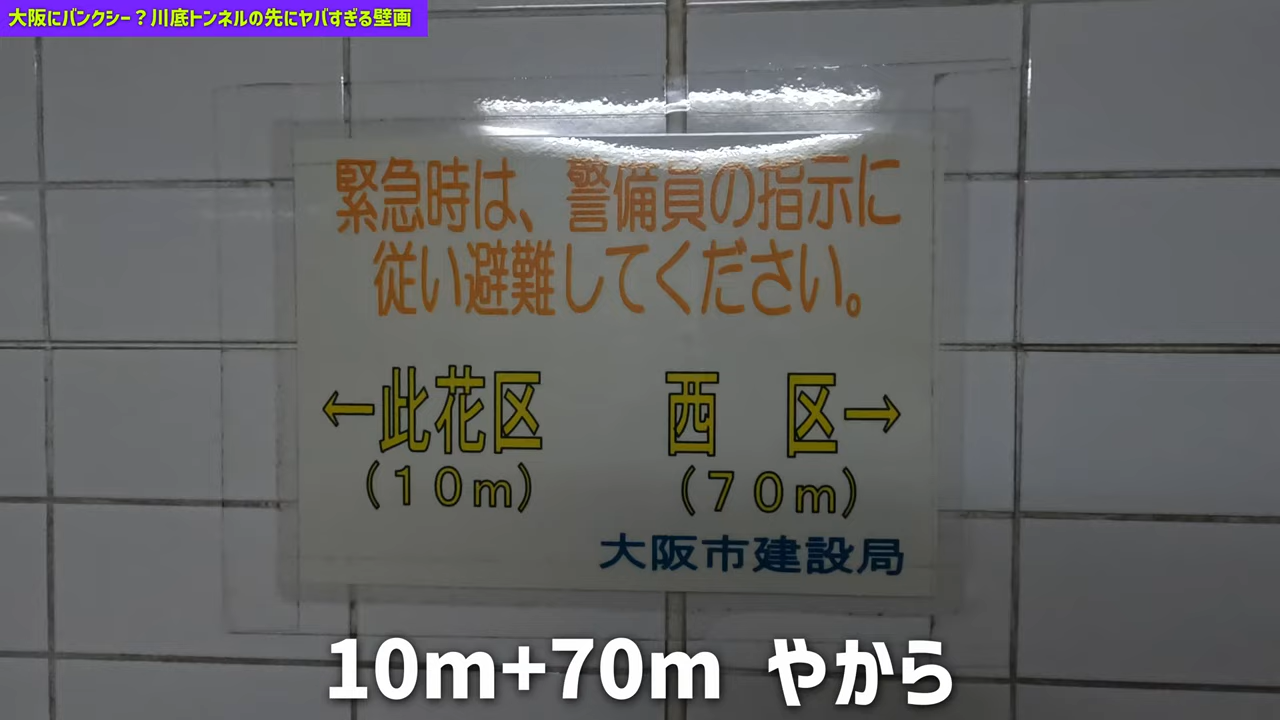 大阪にバンクシー？川底トンネルの先にヤバすぎる壁画
緊急時は、警備員の指示に
従い避難してください。
←此花区　西　区→
（１０ｍ）　（７０ｍ）
大阪市建設局
10m+70m やから